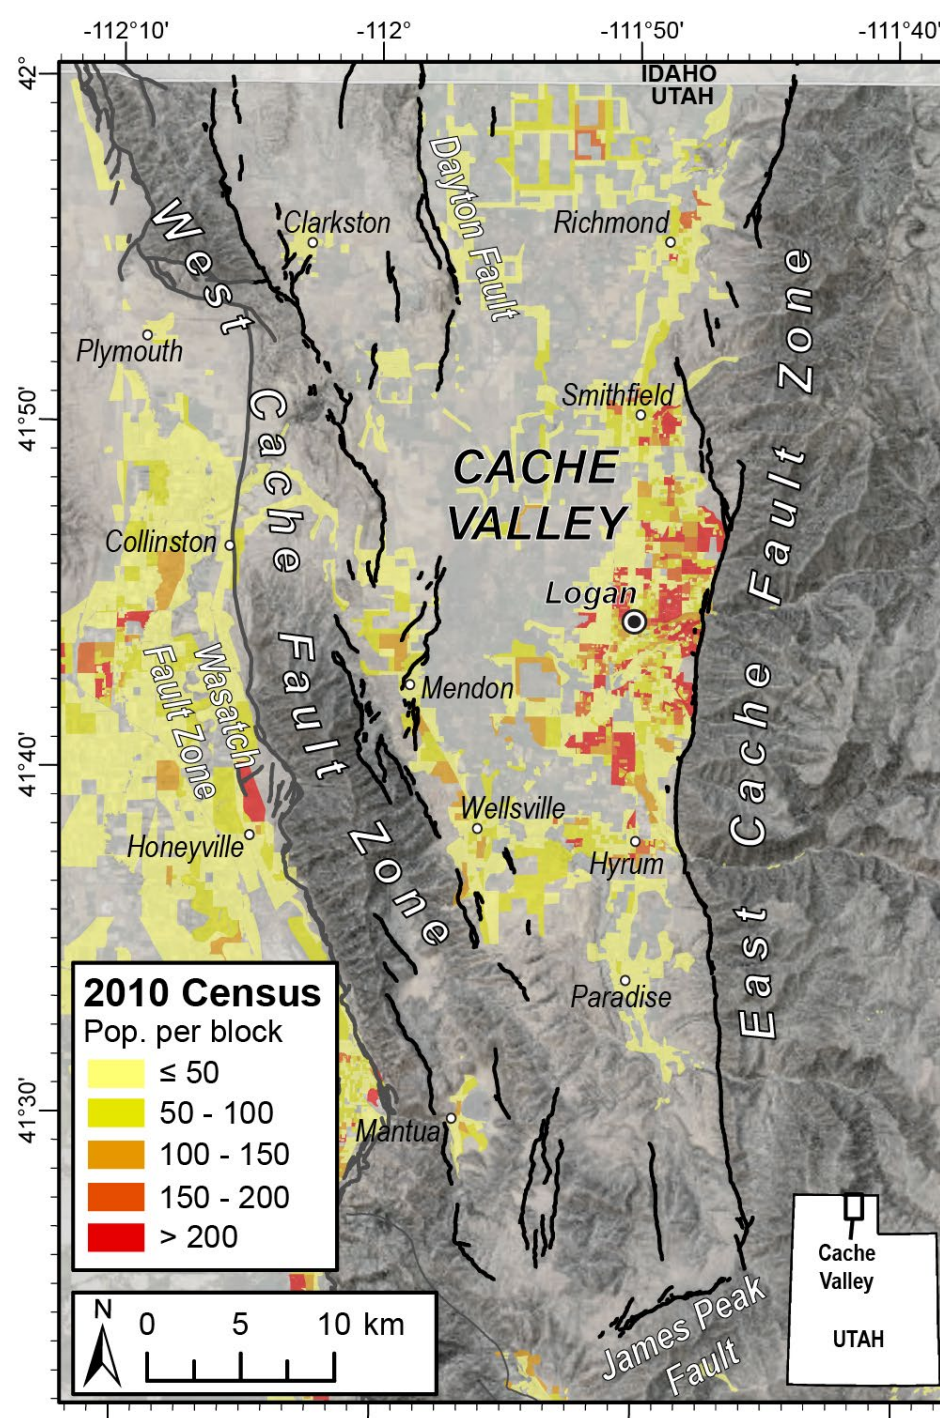 -112°10'
-112°
-111°50'
-111°40'
42°
IDAHO
UTAH
Dayton Fault
Clarkston
Richmond
West Cache Fault Zone
East Cache Fault Zone
Plymouth
Smithfield
41°50'
CACHE
VALLEY
Collinston
Logan
Wasatch
Fault Zone
Mendon
41°40'
Wellsville
Honeyville
Hyrum
Paradise
2010 Census
Pop. per block
≤ 50
50 - 100
100 - 150
150 - 200
> 200
41°30'
Mantua
Cache
Valley
UTAH
James Peak
Fault
N
0 5 10 km